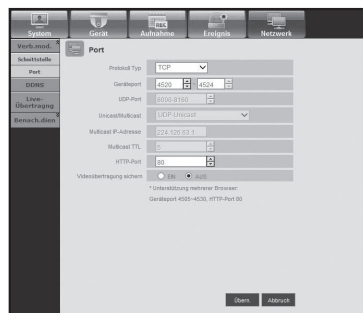 System
Gerät
REC
Aufnahme
Ereignis
Netzwerk
Verb.mod.
Schnittstelle
Port
DDNS
Live-
Übertragng
Benach.dien
Port
Protokoll Typ
TCP
Geräteport
4520
4524
UDP-Port
8000-8160
Unicast/Multicast
UDP-Unicast
Multicast IP-Adresse
224.126.63.1
Multicast TTL
5
HTTP-Port
80
Videoübertragung sichern
EIN
AUS
* Unterstützung mehrerer Browser:
Geräteport 4505~4530, HTTP-Port 80
Übern.
Abbruch